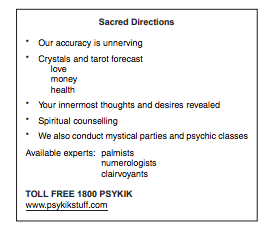 Sacred Directions
* Our accuracy is unnerving
* Crystals and tarot forecast
love
money
health
* Your innermost thoughts and desires revealed
* Spiritual counselling
* We also conduct mystical parties and psychic classes
Available experts: palmists
numerologists
clairvoyants
TOLL FREE 1800 PSYKIK
www.psykikstuff.com